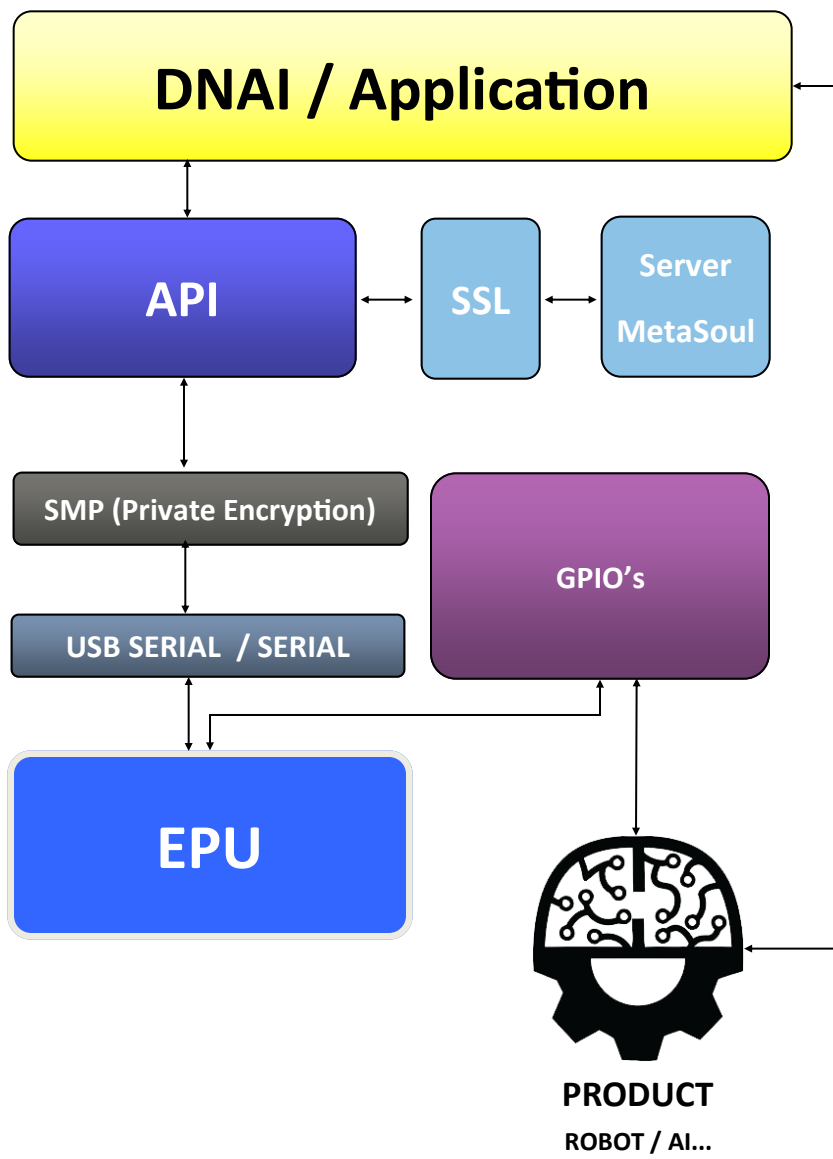 DNAI / Application
API
SSL
Server
MetaSoul
SMP (Private Encryption)
GPIO’s
USB SERIAL  / SERIAL
EPU
PRODUCT
ROBOT / AI...